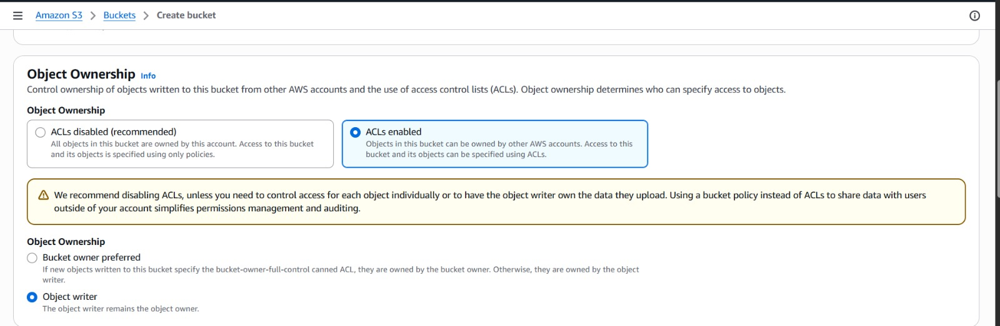 Amazon S3 > Buckets > Create bucket
Object Ownership Info
Control ownership of objects written to this bucket from other AWS accounts and the use of access control lists (ACLs). Object ownership determines who can specify access to objects.
Object Ownership
ACLs disabled (recommended)
All objects in this bucket are owned by this account. Access to this bucket
and its objects is specified using only policies.
ACLs enabled
Objects in this bucket can be owned by other AWS accounts. Access to this
bucket and its objects can be specified using ACLs.
We recommend disabling ACLs, unless you need to control access for each object individually or to have the object writer own the data they upload. Using a bucket policy instead of ACLs to share data with users
outside of your account simplifies permissions management and auditing.
Object Ownership
Bucket owner preferred
If new objects written to this bucket specify the bucket-owner-full-control canned ACL, they are owned by the bucket owner. Otherwise, they are owned by the object
writer.
Object writer
The object writer remains the object owner.